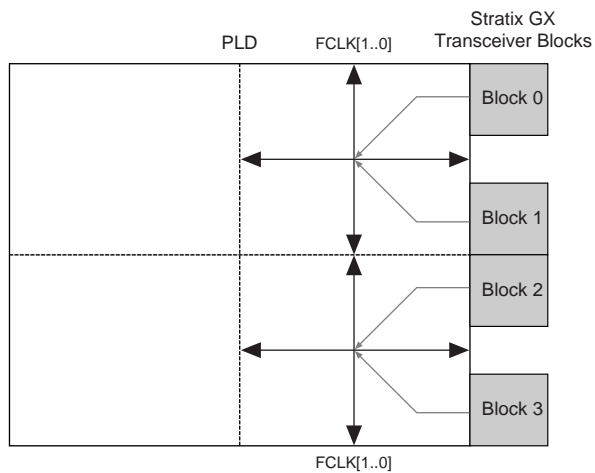 Stratix GX
Transceiver Blocks
PLD
FCLK[1..0]
Block 0
Block 1
Block 2
Block 3
FCLK[1..0]